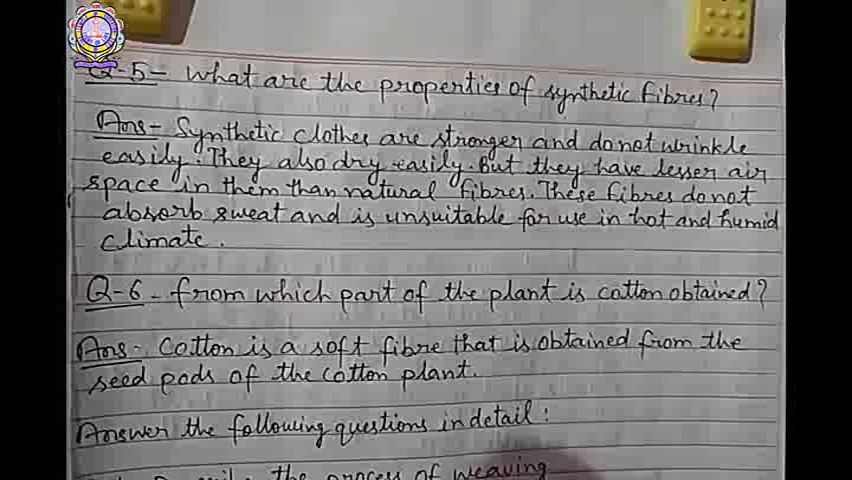 Q-5- What are the properties of synthetic fibres?
Ans- Synthetic clothes are stronger and do not wrinkle
easily. They also dry easily. But they have lesser air
space in them than natural fibres. These fibres do not
absorb sweat and is unsuitable for use in hot and humid
climate.
Q-6- from which part of the plant is cotton obtained?
Ans- Cotton is a soft fibre that is obtained from the
seed pods of the cotton plant.
Answer the following questions in detail:
the process of weaving